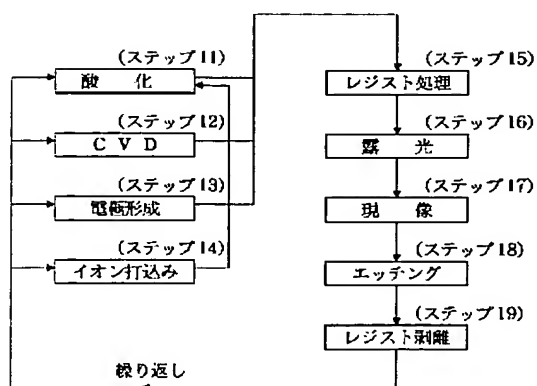 (ステップ11)
酸 化
(ステップ12)
C V D
(ステップ13)
電極形成
(ステップ14)
イオン打込み
繰り返し
(ステップ15)
レジスト処理
(ステップ16)
露 光
(ステップ17)
現 像
(ステップ18)
エッチング
(ステップ19)
レジスト剥離